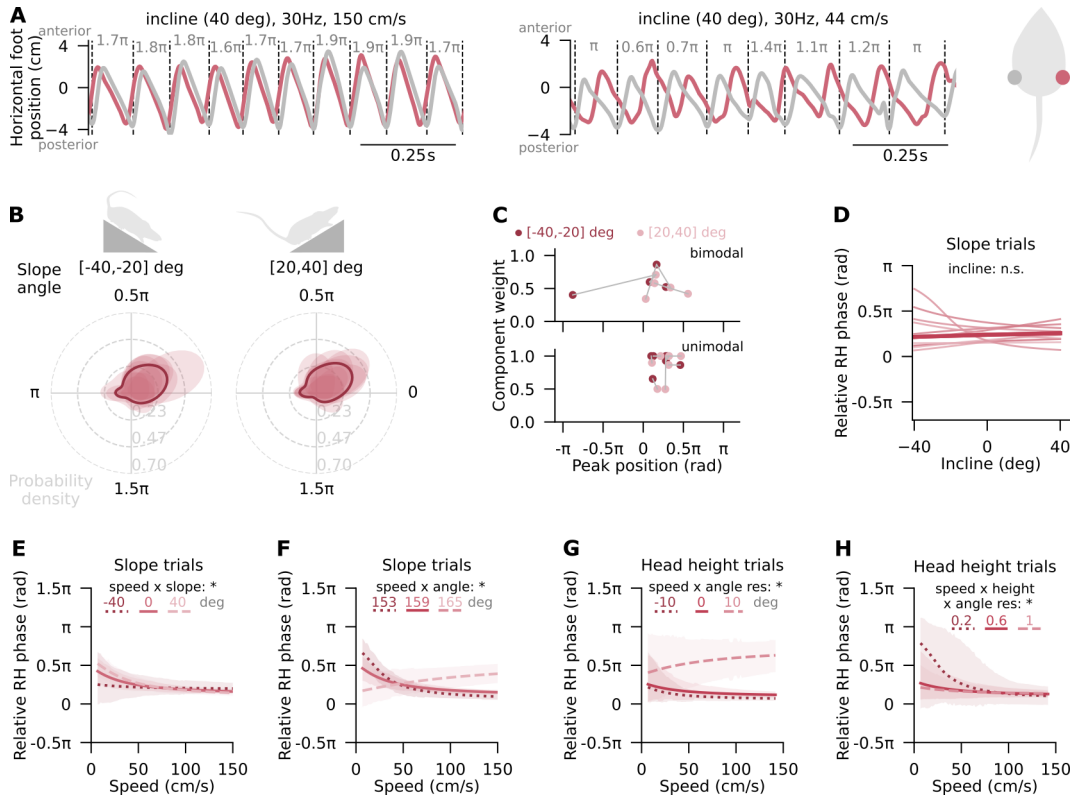 A
incline (40 deg), 30Hz, 150 cm/s
incline (40 deg), 30Hz, 44 cm/s
Horizontal foot
position (cm)
anterior
1.7π 1.8π 1.8π 1.6π 1.7π 1.7π 1.9π 1.9π 1.9π 1.7π
4
0
−4
posterior
0.25s
anterior
π 0.6π 0.7π π 1.4π 1.1π 1.2π π
4
0
−4
posterior
0.25s
B
Slope
angle
[-40,-20] deg
[20,40] deg
0.5π
0.5π
π
0
0.23
0.47
0.70
0.23
0.47
0.70
Probability
density
1.5π
1.5π
C
[-40,-20] deg
[20,40] deg
Component weight
bimodal
1.0
0.5
0.0
unimodal
1.0
0.5
0.0
-π -0.5π 0 0.5π π
Peak position (rad)
D
Slope trials
incline: n.s.
Relative RH phase (rad)
π
0.5π
0
-0.5π
−40 0 40
Incline (deg)
E
Slope trials
speed x slope: *
-40 0 40 deg
Relative RH phase (rad)
1.5π
π
0.5π
0
-0.5π
0 50 100 150
Speed (cm/s)
F
Slope trials
speed x angle: *
153 159 165 deg
Relative RH phase (rad)
1.5π
π
0.5π
0
-0.5π
0 50 100 150
Speed (cm/s)
G
Head height trials
speed x angle res: *
-10 0 10 deg
Relative RH phase (rad)
1.5π
π
0.5π
0
-0.5π
0 50 100 150
Speed (cm/s)
H
Head height trials
speed x height
x angle res: *
0.2 0.6 1
Relative RH phase (rad)
1.5π
π
0.5π
0
-0.5π
0 50 100 150
Speed (cm/s)